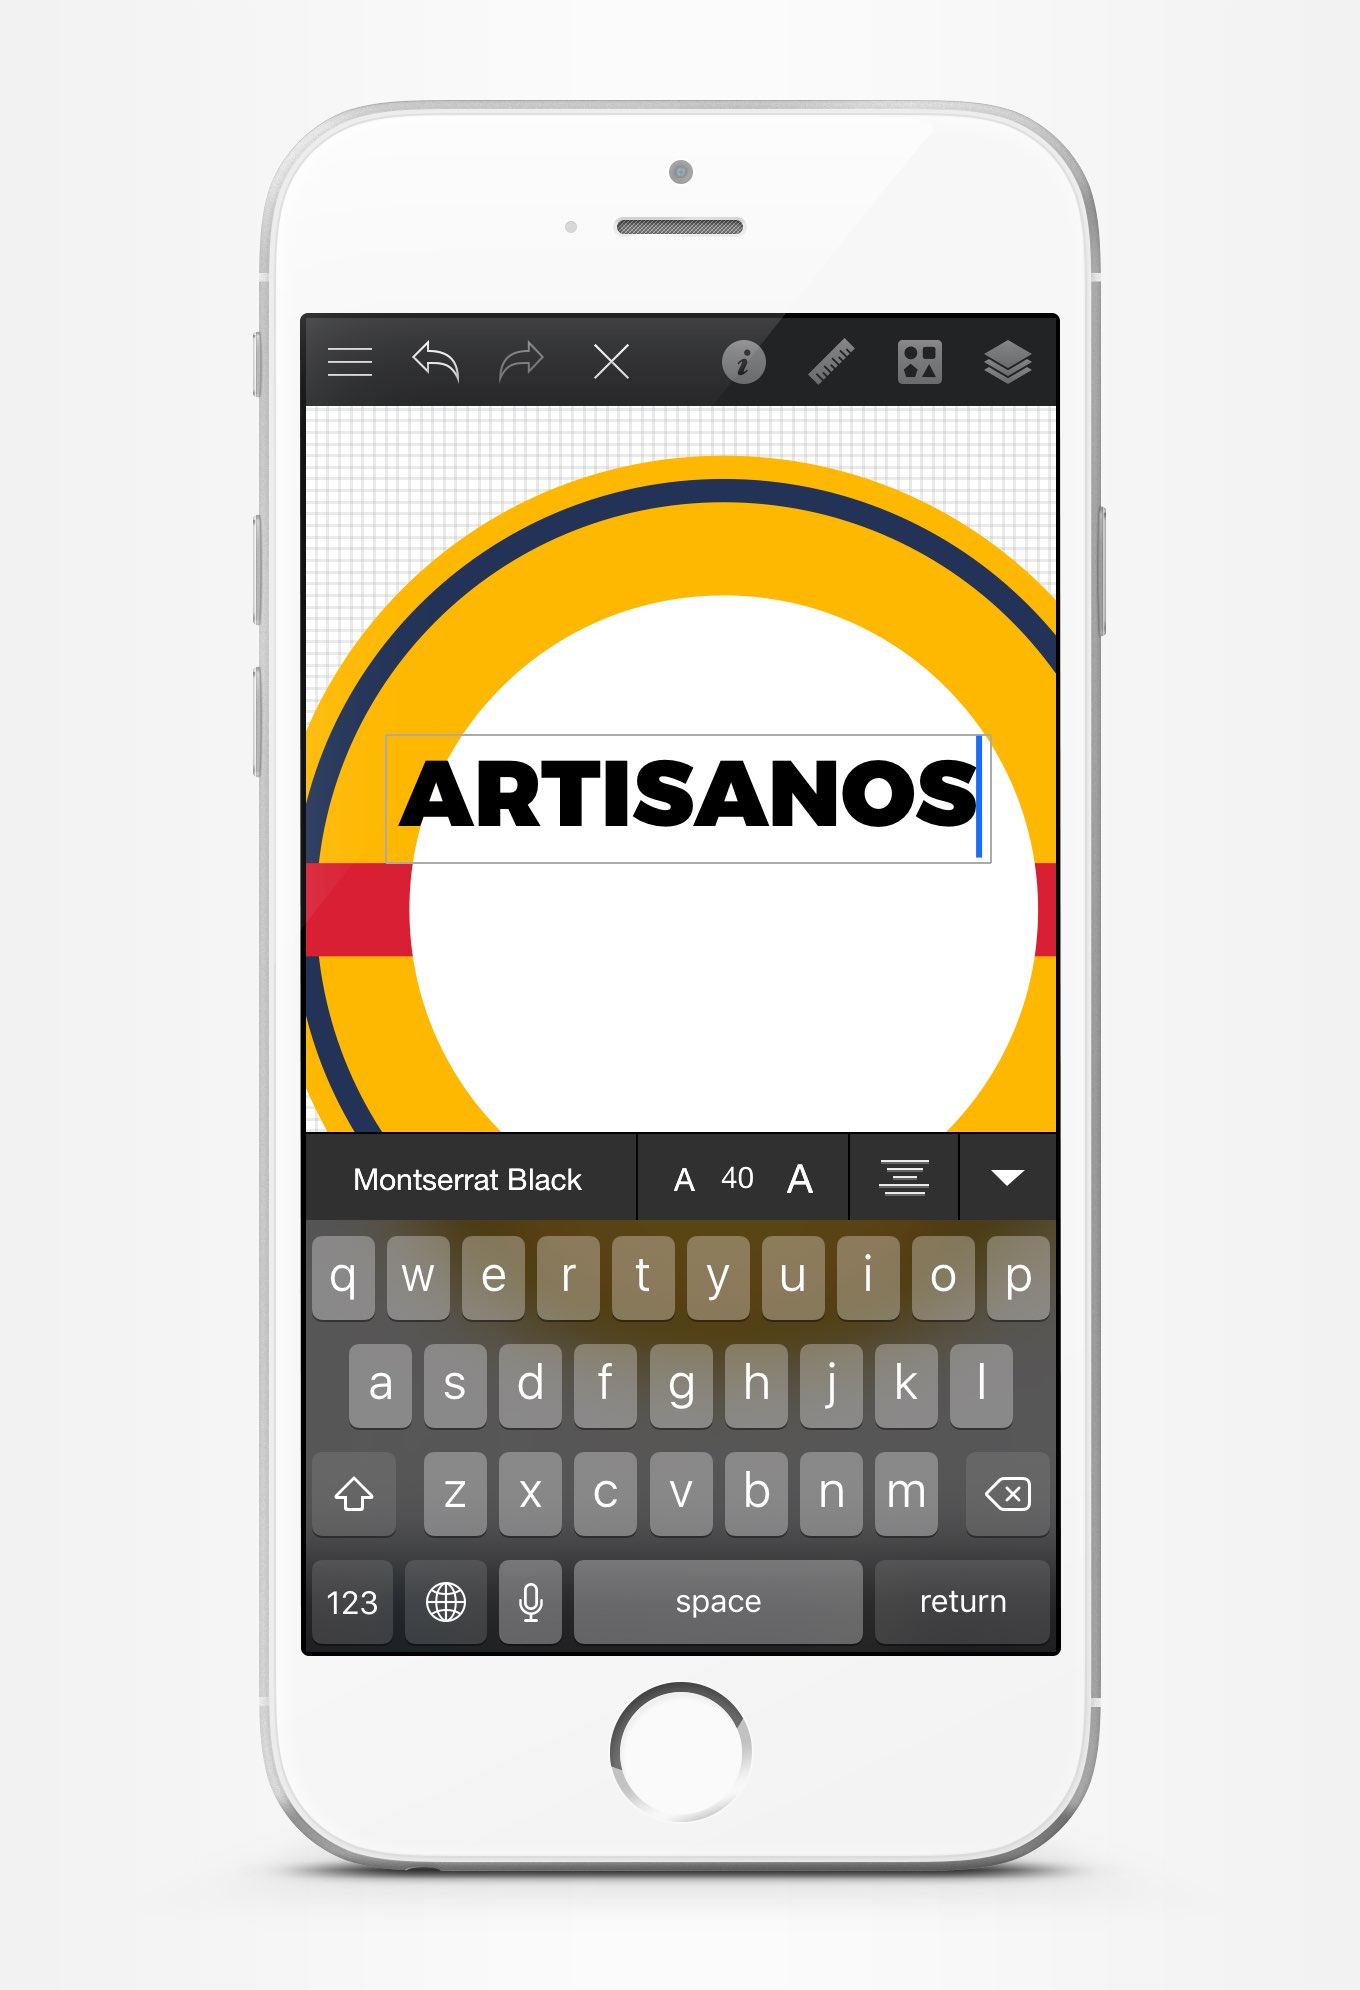 ARTISANOS
Montserrat Black A 40 A
q w e r t y u i o p
a s d f g h j k l
z x c v b n m
123 space return